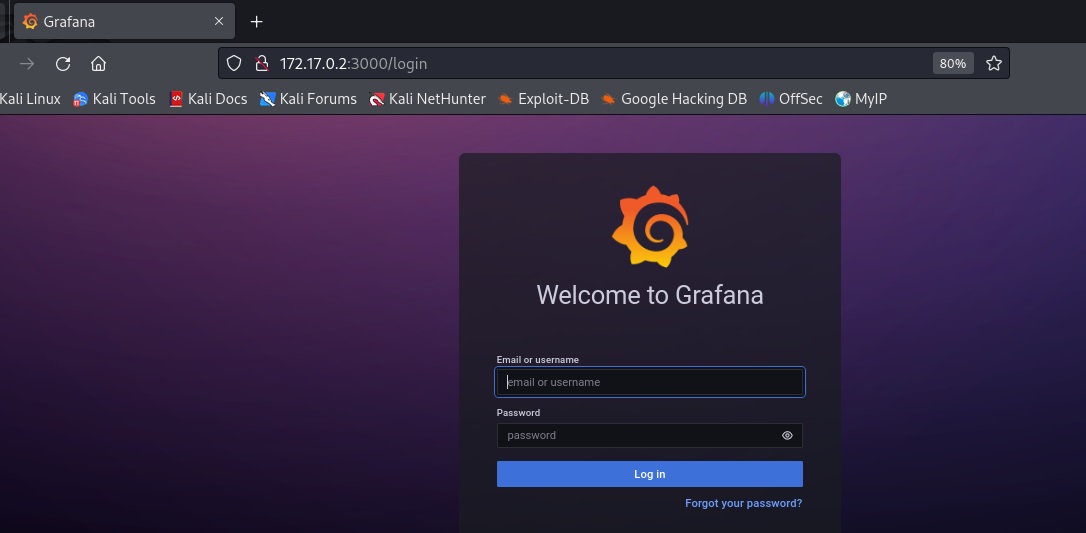 Grafana
172.17.0.2:3000/login
80%
Kali Linux Kali Tools Kali Docs Kali Forums Kali NetHunter Exploit-DB Google Hacking DB OffSec MyIP
Welcome to Grafana
Email or username
email or username
Password
password
Log in
Forgot your password?